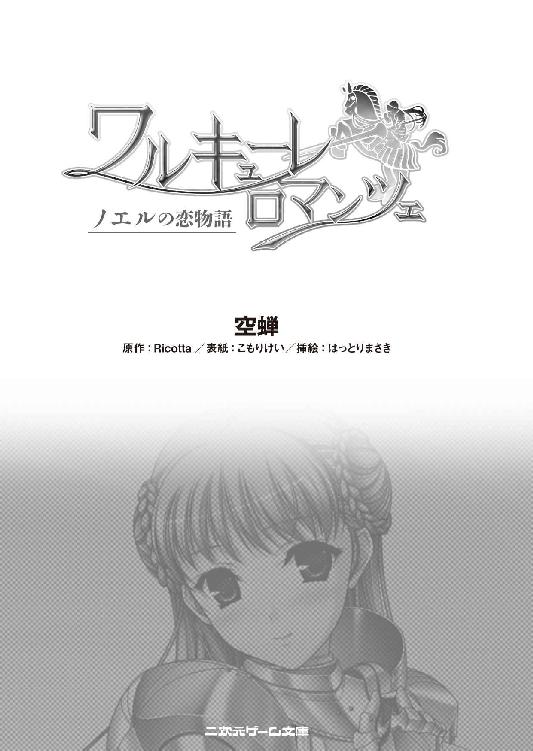 ワルキューレ
ロマンツェ
ノエルの恋物語
空蝉
原作：Ricotta／表紙：こもりけい／挿絵：はっとりまさき
二次元ゲーム文庫